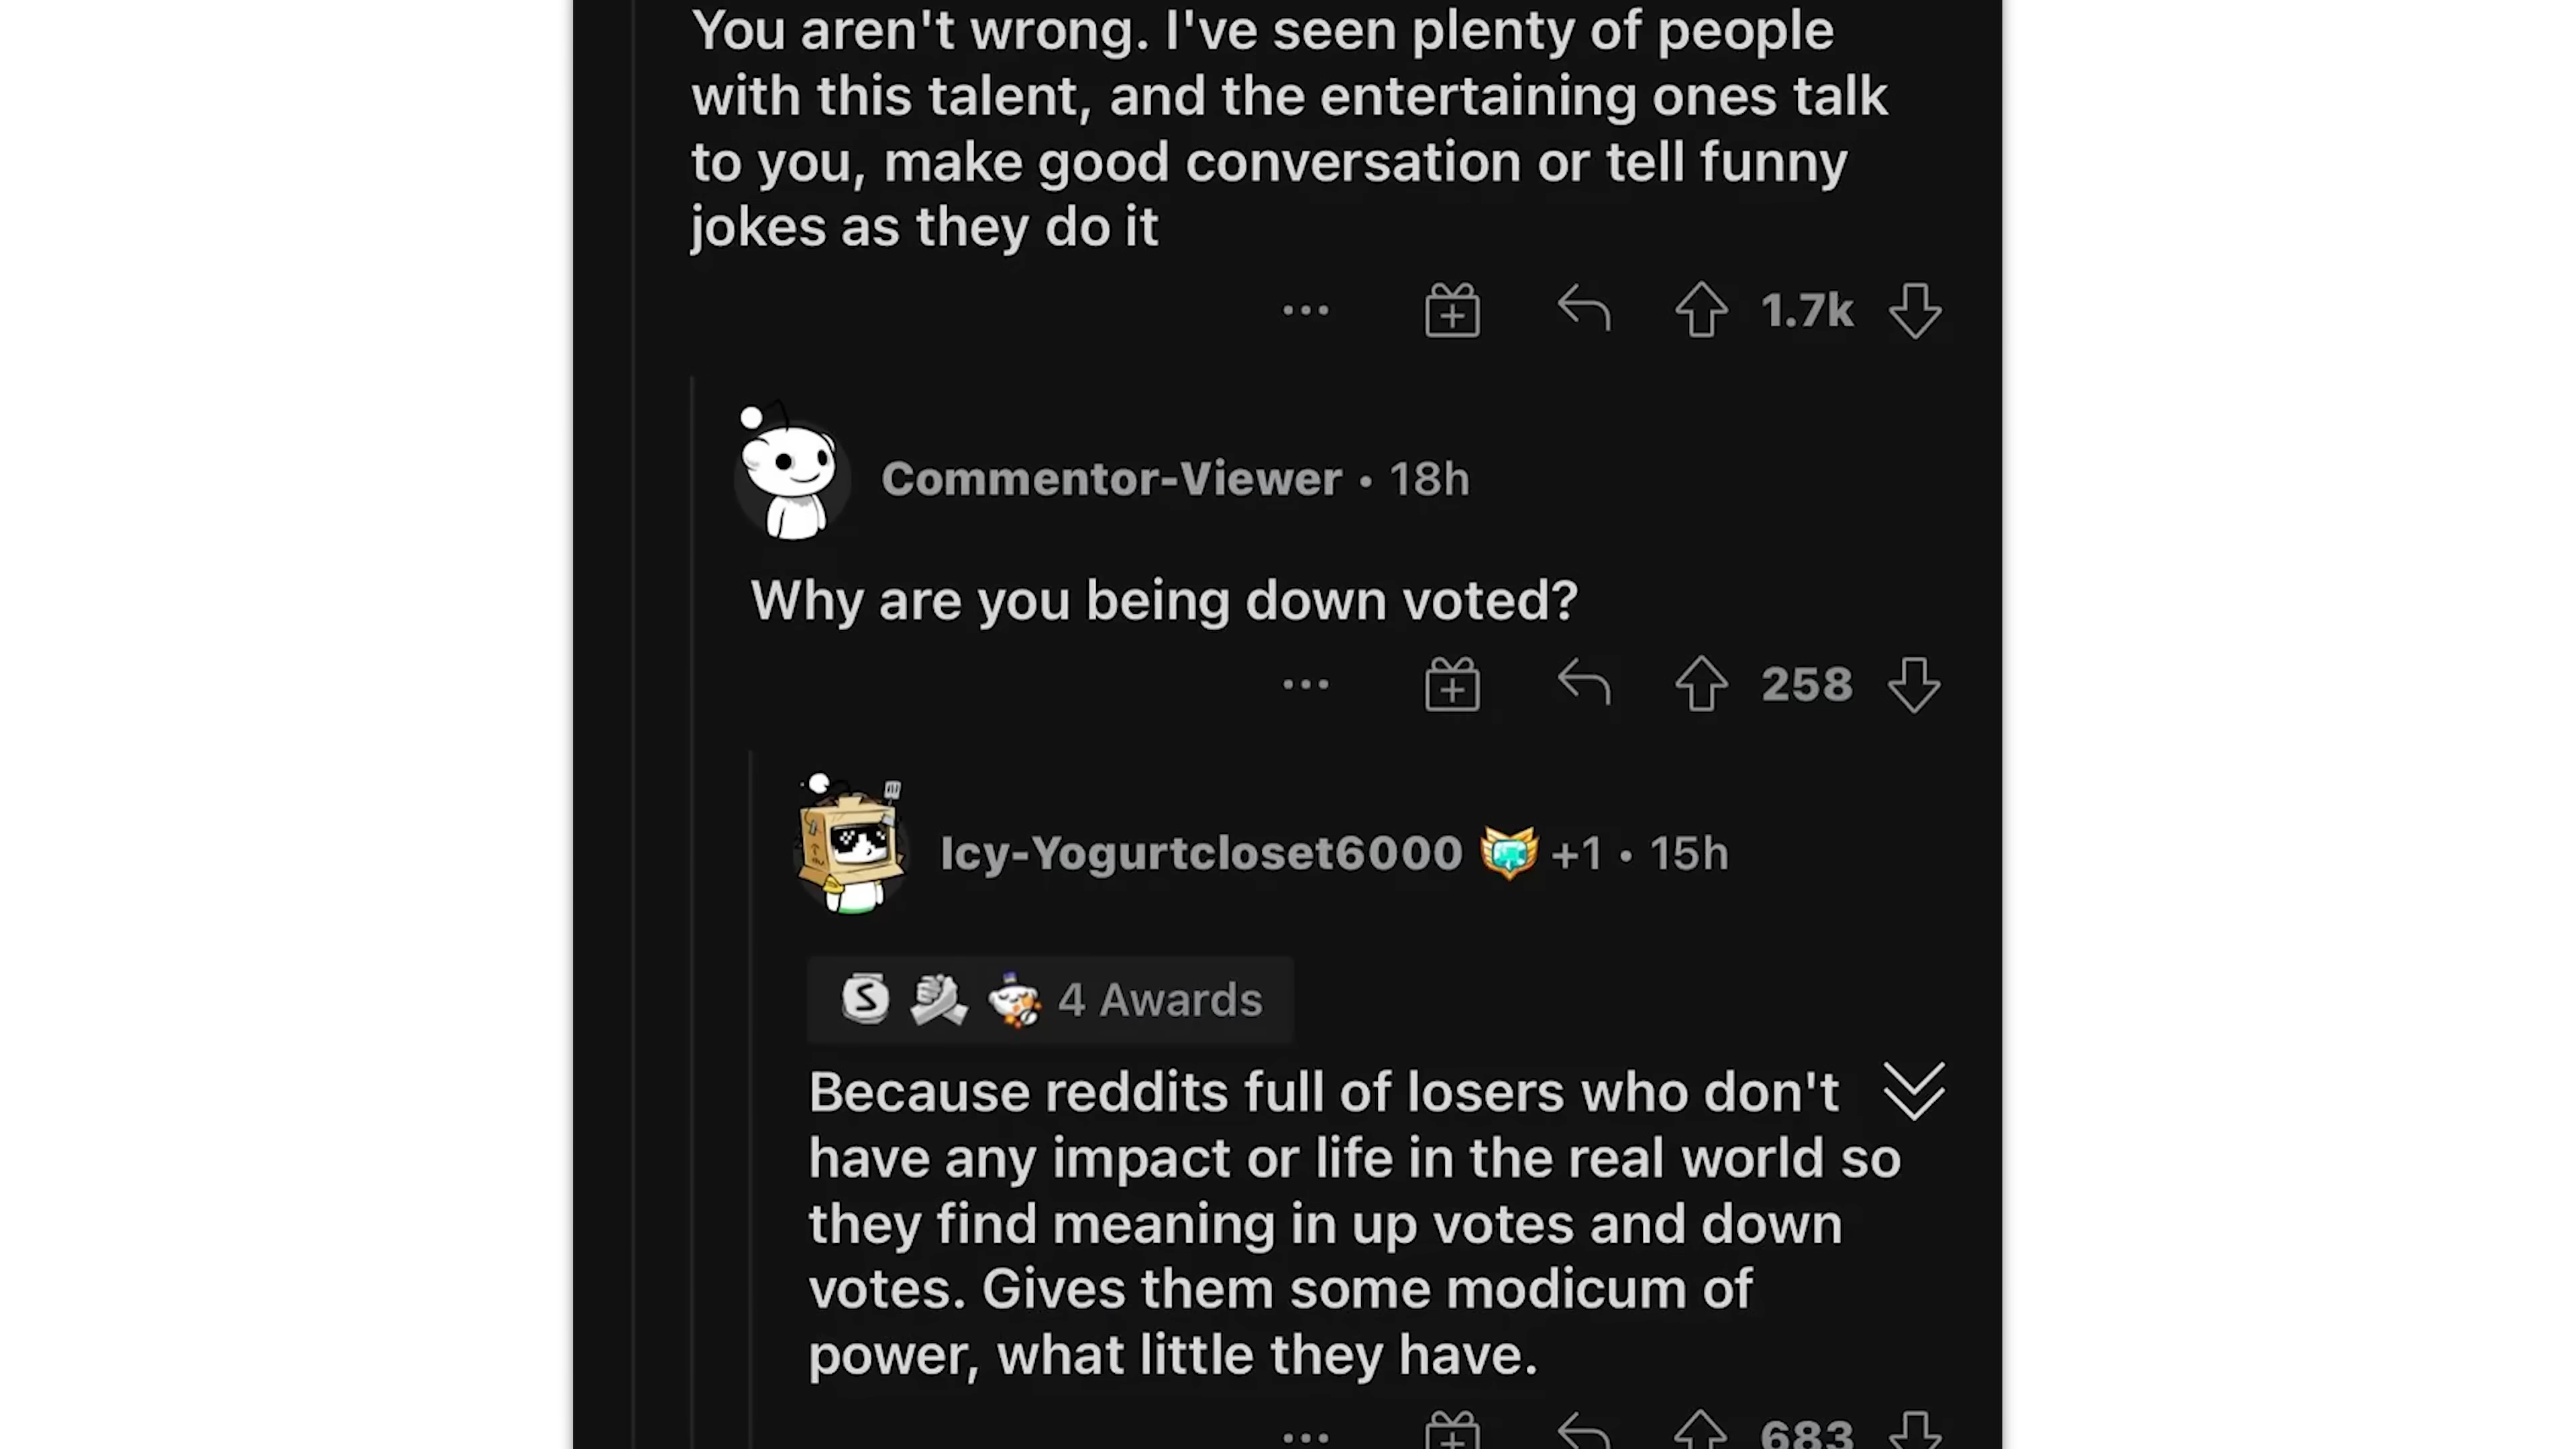 You aren't wrong. I've seen plenty of people
with this talent, and the entertaining ones talk
to you, make good conversation or tell funny
jokes as they do it
1.7k
Commentor-Viewer • 18h
Why are you being down voted?
258
Icy-Yogurtcloset6000 +1 • 15h
S 4 Awards
Because reddits full of losers who don't
have any impact or life in the real world so
they find meaning in up votes and down
votes. Gives them some modicum of
power, what little they have.
683